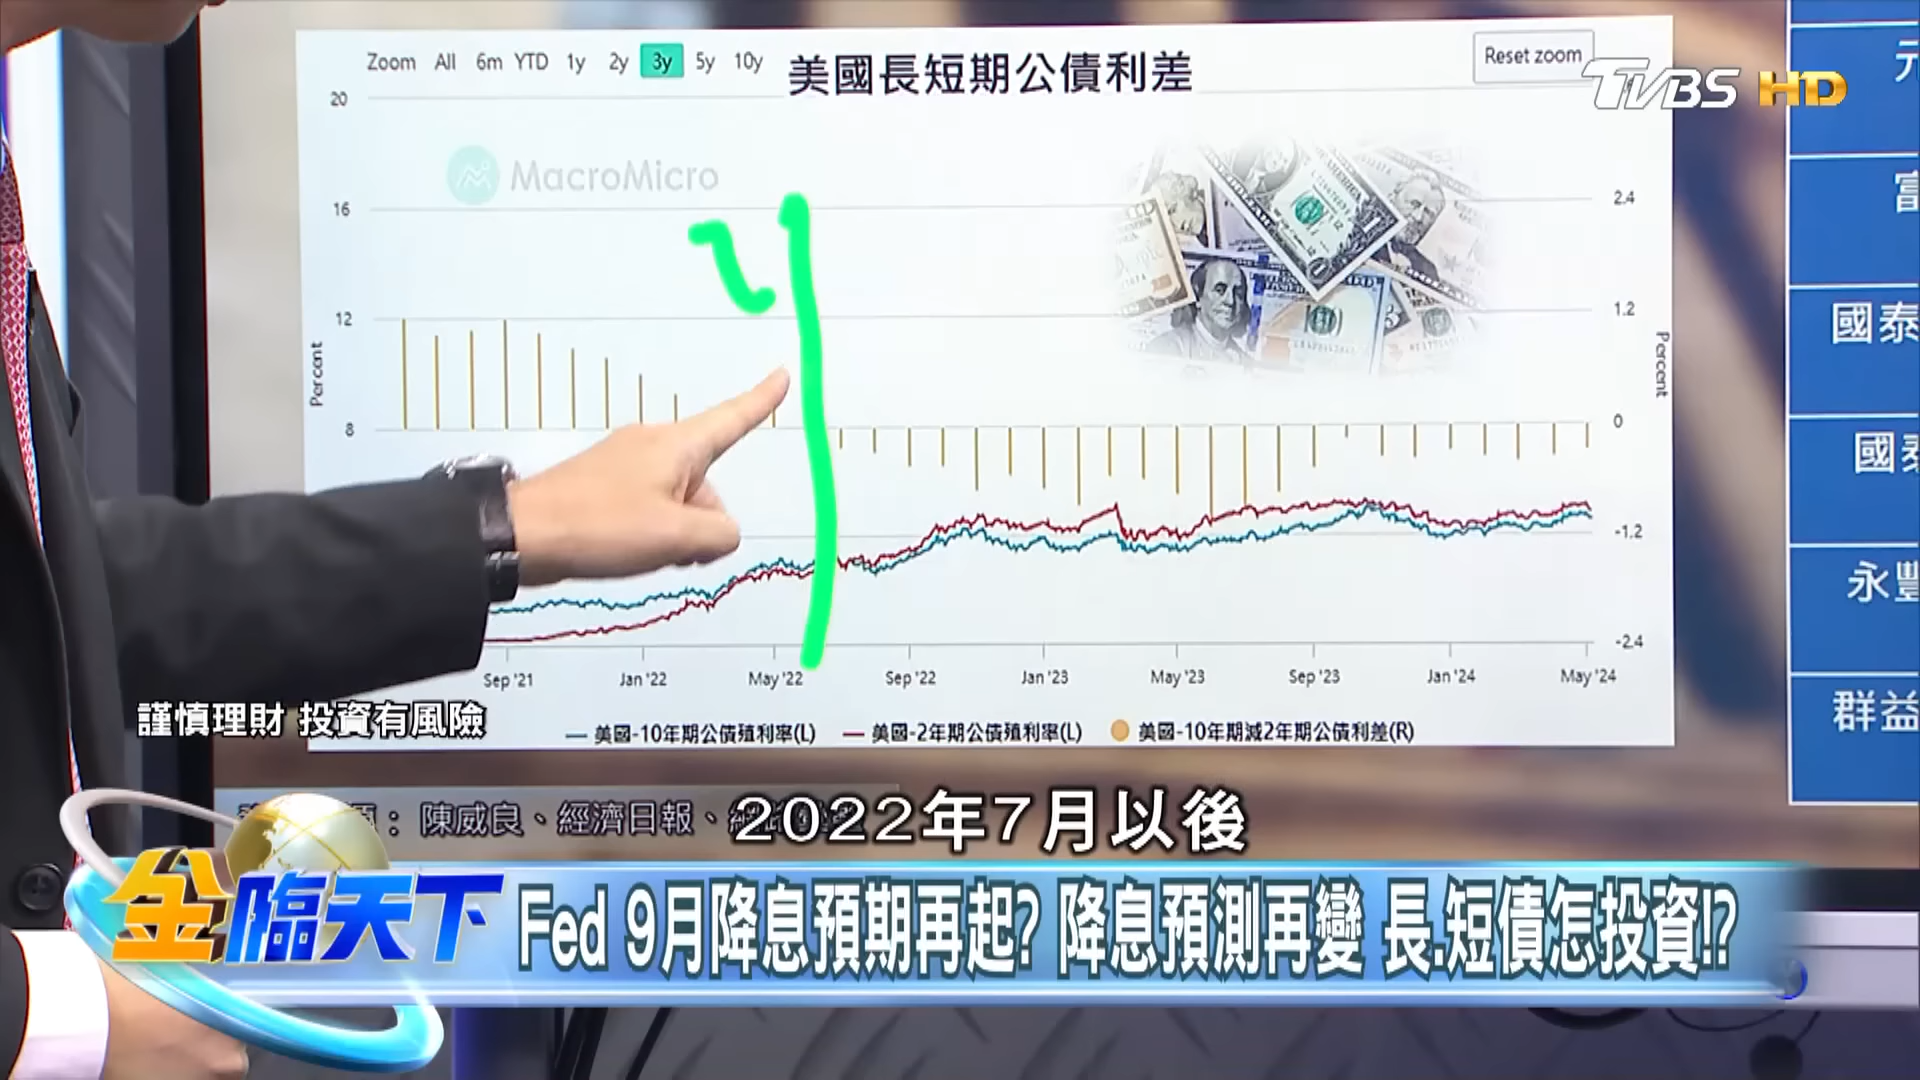 Zoom All 6m YTD 1y 2y 3y 5y 10y
美國長短期公債利差
Reset zoom
TVBS HD
MacroMicro
20
16
12
8
Percent
2.4
1.2
0
-1.2
-2.4
Percent
Sep '21 Jan '22 May '22 Sep '22 Jan '23 May '23 Sep '23 Jan '24 May '24
美國-10年期公債殖利率(L) 美國-2年期公債殖利率(L) 美國-10年期減2年期公債利差(R)
富
國泰
國泰
永豐
群益
謹慎理財 投資有風險
：陳威良、經濟日報、
2022年7月以後
金臨天下
Fed 9月降息預期再起? 降息預測再變 長.短債怎投資!?